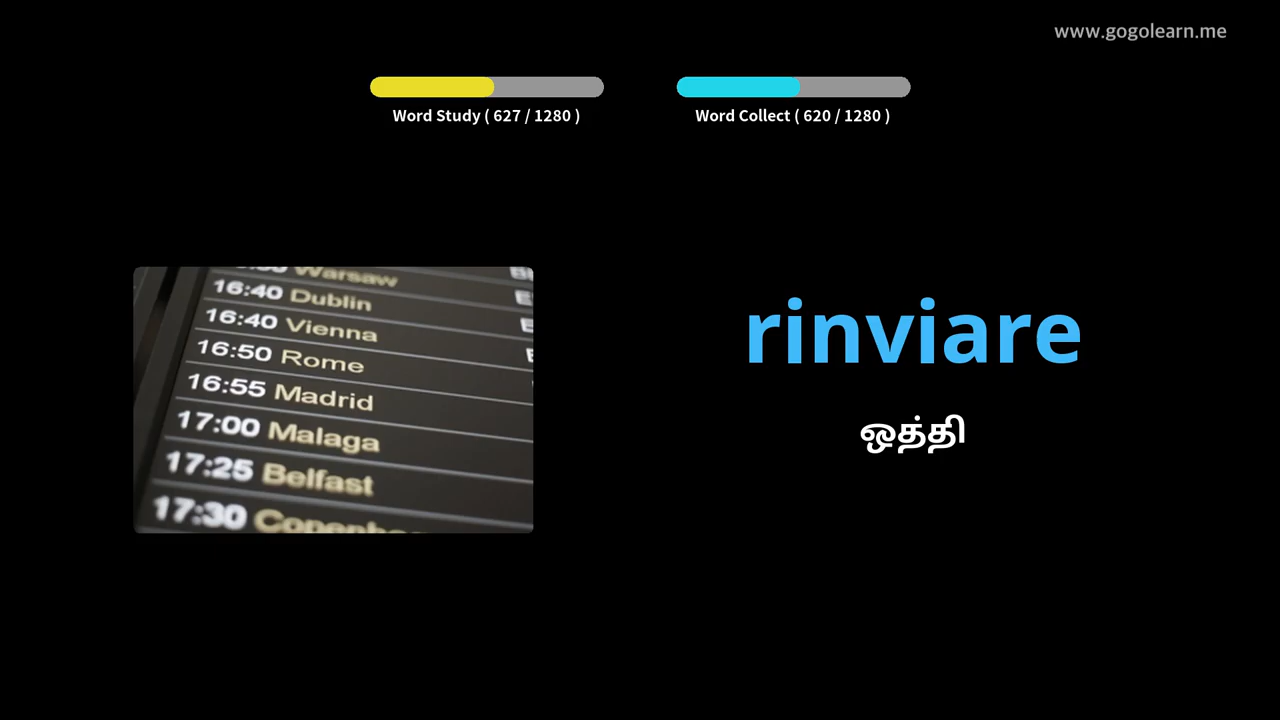 www.gogolearn.me
Word Study ( 627 / 1280 )
Word Collect ( 620 / 1280 )
Warsaw
16:40 Dublin
16:40 Vienna
16:50 Rome
16:55 Madrid
17:00 Malaga
17:25 Belfast
17:30
rinviare
ஒத்தி